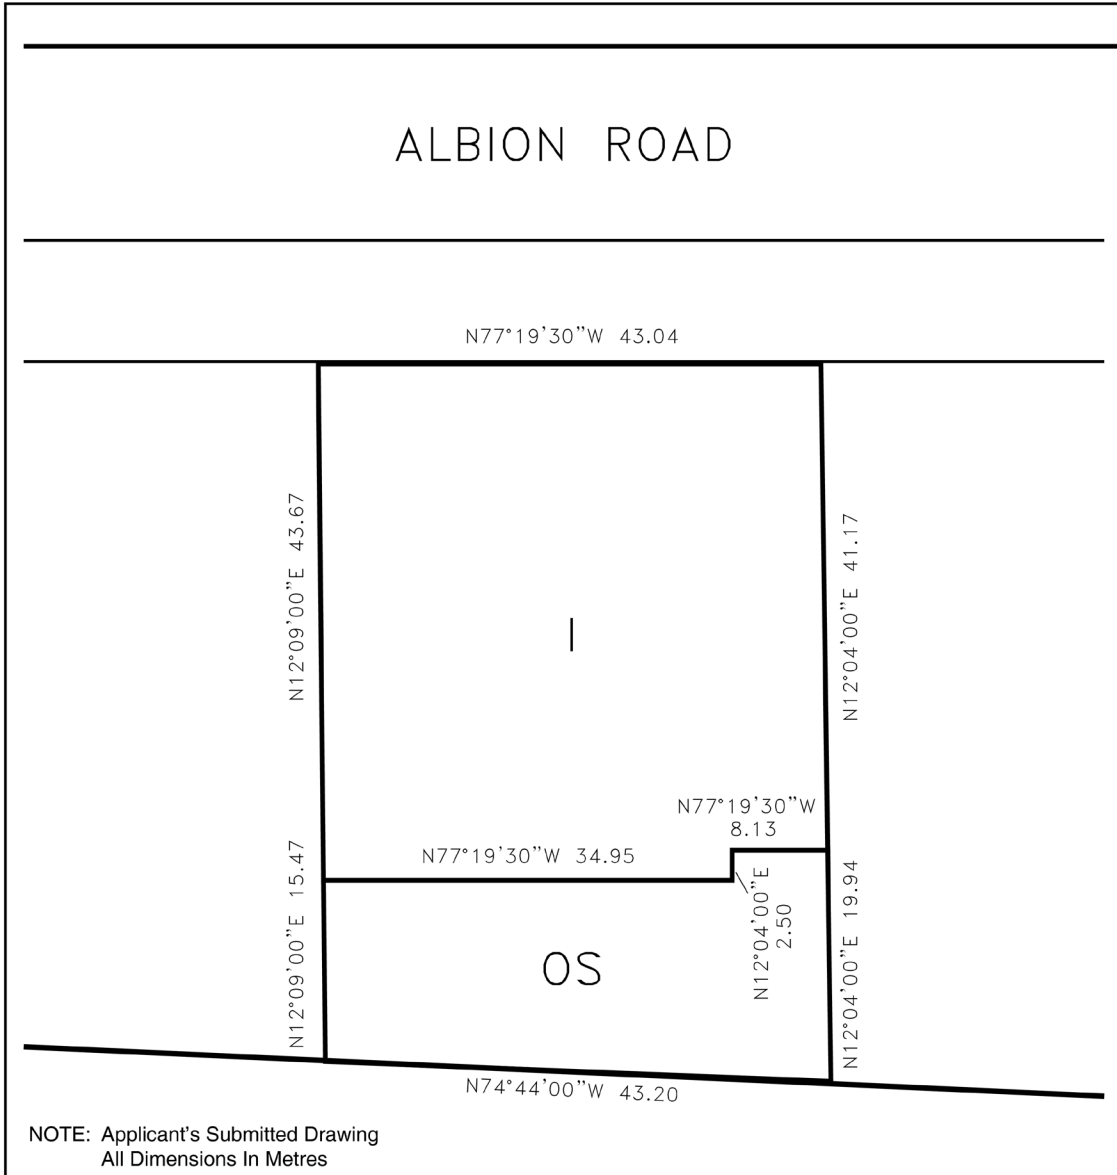 ALBION ROAD
N77°19'30"W 43.04
N12°09'00"E 43.67
N12°04'00"E 41.17
I
N77°19'30"W
8.13
N77°19'30"W 34.95
N12°04'00"E
2.50
N12°09'00"E 15.47
N12°04'00"E 19.94
OS
N74°44'00"W 43.20
NOTE: Applicant's Submitted Drawing
All Dimensions In Metres